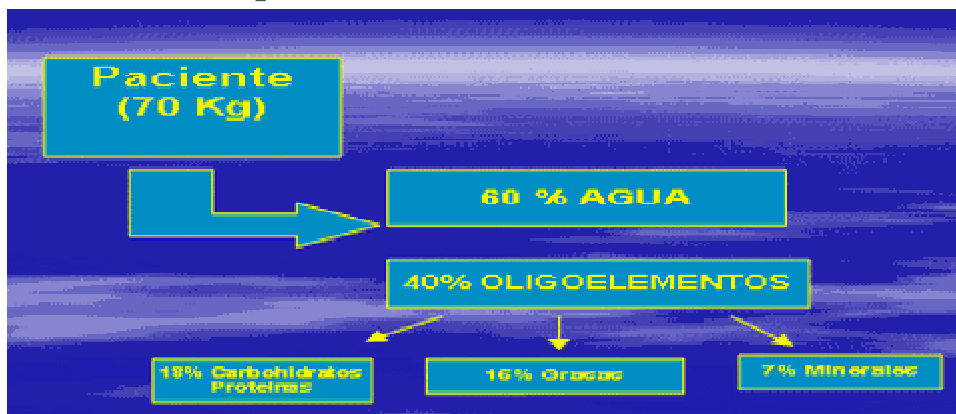 Paciente
(70 Kg)
60 % AGUA
40% OLIGOELEMENTOS
18% Carbohidratos
Proteinas
16% Grasas
7% Minerales